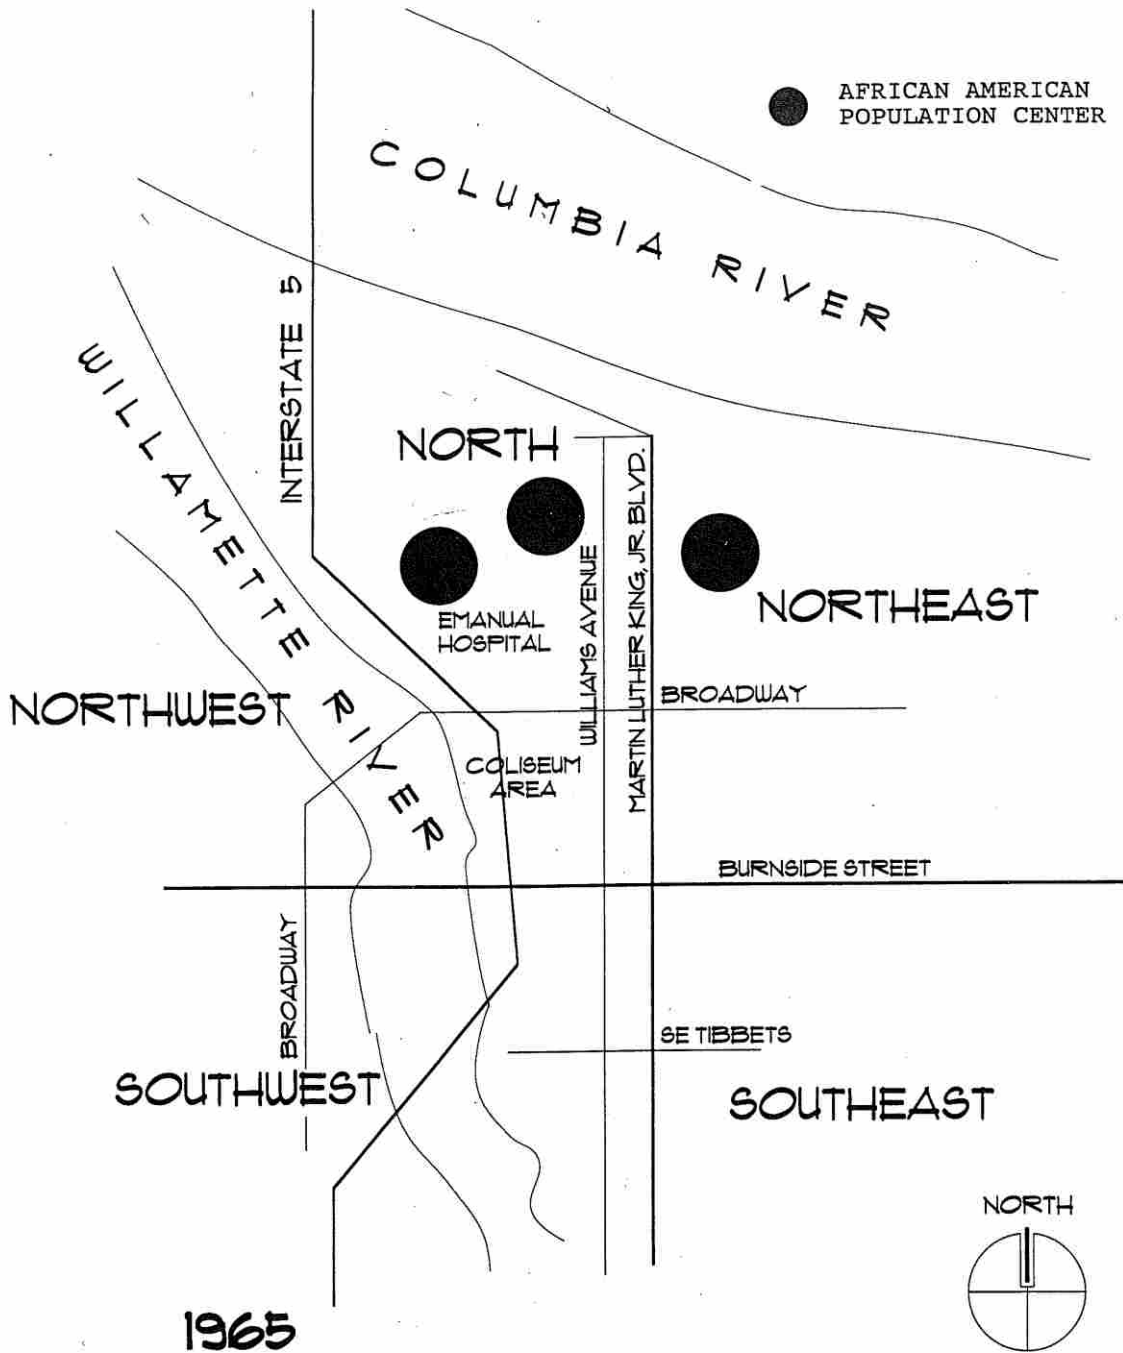 AFRICAN AMERICAN
POPULATION CENTER
COLUMBIA RIVER
INTERSTATE 5
WILLAMETTE RIVER
NORTH
MARTIN LUTHER KING, JR. BLVD.
WILLIAMS AVENUE
EMANUAL
HOSPITAL
NORTHEAST
NORTHWEST
BROADWAY
COLISEUM
AREA
BURNSIDE STREET
BROADWAY
SE TIBBETS
SOUTHWEST
SOUTHEAST
NORTH
1965